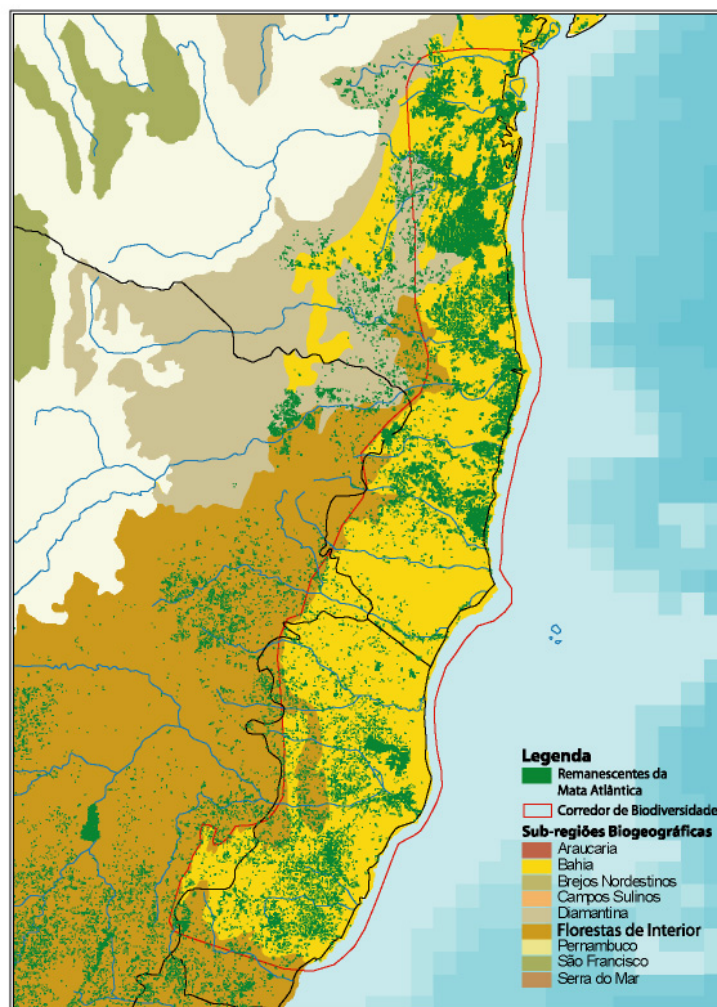 Legenda
Remanescentes da
Mata Atlântica
Corredor de Biodiversidade
Sub-regiões Biogeográficas
Araucaria
Bahia
Brejos Nordestinos
Campos Sulinos
Diamantina
Florestas de Interior
Pernambuco
São Francisco
Serra do Mar